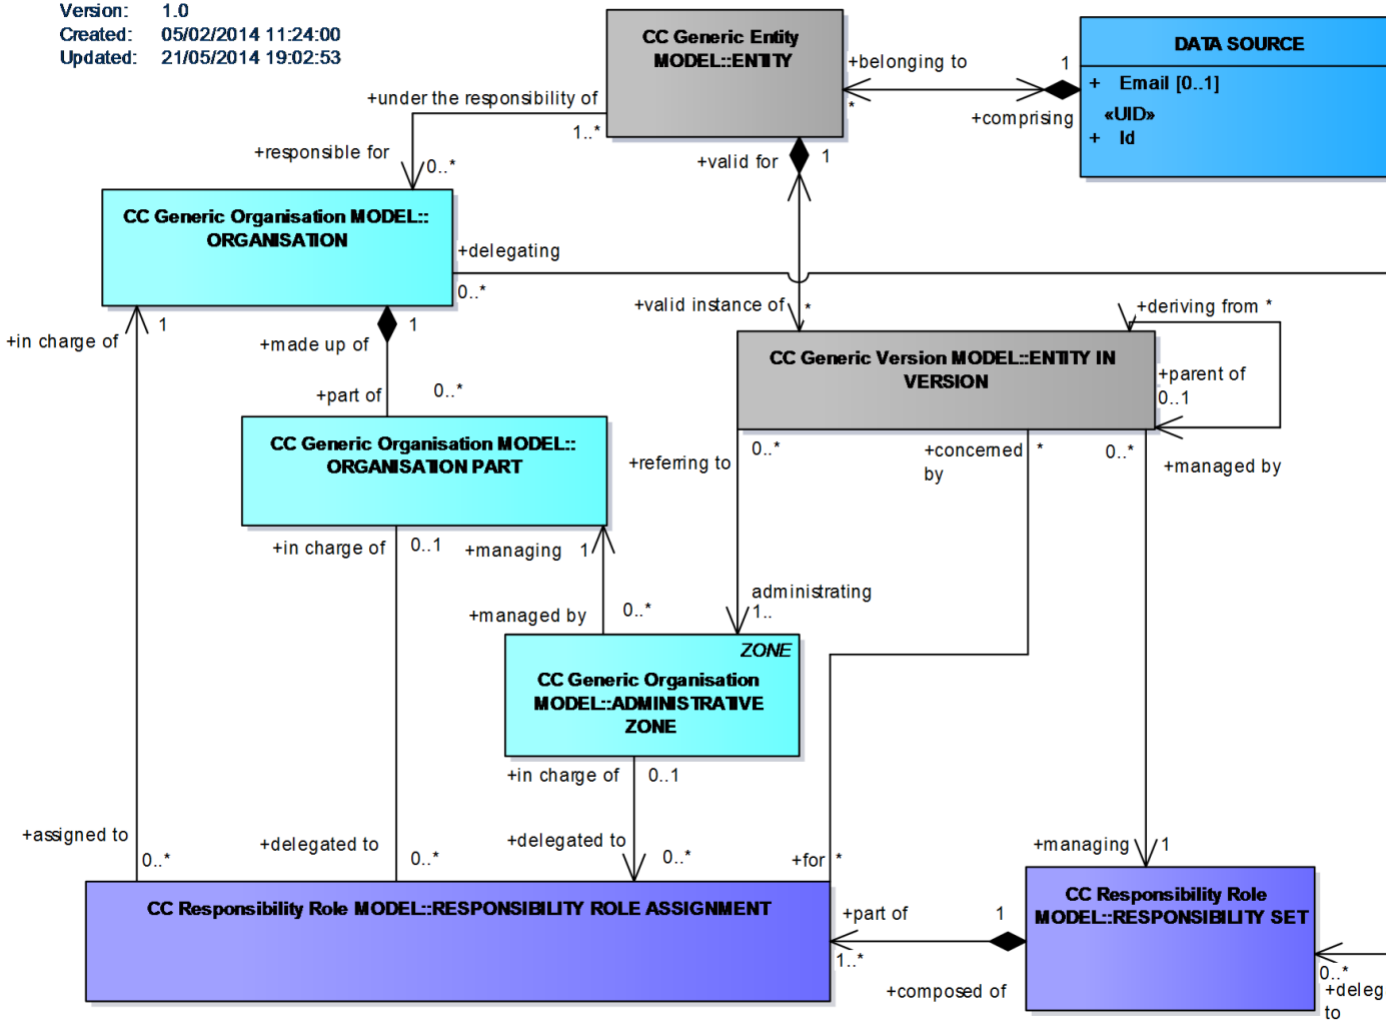 Version: 1.0
Created: 05/02/2014 11:24:00
Updated: 21/05/2014 19:02:53
CC Generic Entity
MODEL::ENTITY
DATA SOURCE
+ Email [0..1]
«UID»
+ Id
+belonging to
*
1
+comprising
+under the responsibility of
1..*
+responsible for
0..*
+valid for
1
CC Generic Organisation MODEL::
ORGANISATION
+delegating
0..*
+valid instance of
*
+deriving from *
+in charge of
1
+made up of
1
+part of
0..*
CC Generic Version MODEL::ENTITY IN
VERSION
+parent of
0..1
CC Generic Organisation MODEL::
ORGANISATION PART
+referring to
0..*
+concerned
by
*
0..*
+managed by
+in charge of
0..1
+managing
1
+managed by
0..*
administrating
1..
ZONE
CC Generic Organisation
MODEL::ADMINISTRATIVE
ZONE
+in charge of
0..1
+assigned to
0..*
+delegated to
0..*
+delegated to
0..*
+for
*
+managing
1
CC Responsibility Role MODEL::RESPONSIBILITY ROLE ASSIGNMENT
CC Responsibility Role
MODEL::RESPONSIBILITY SET
+part of
1
1..*
+composed of
0..*
+deleg
to